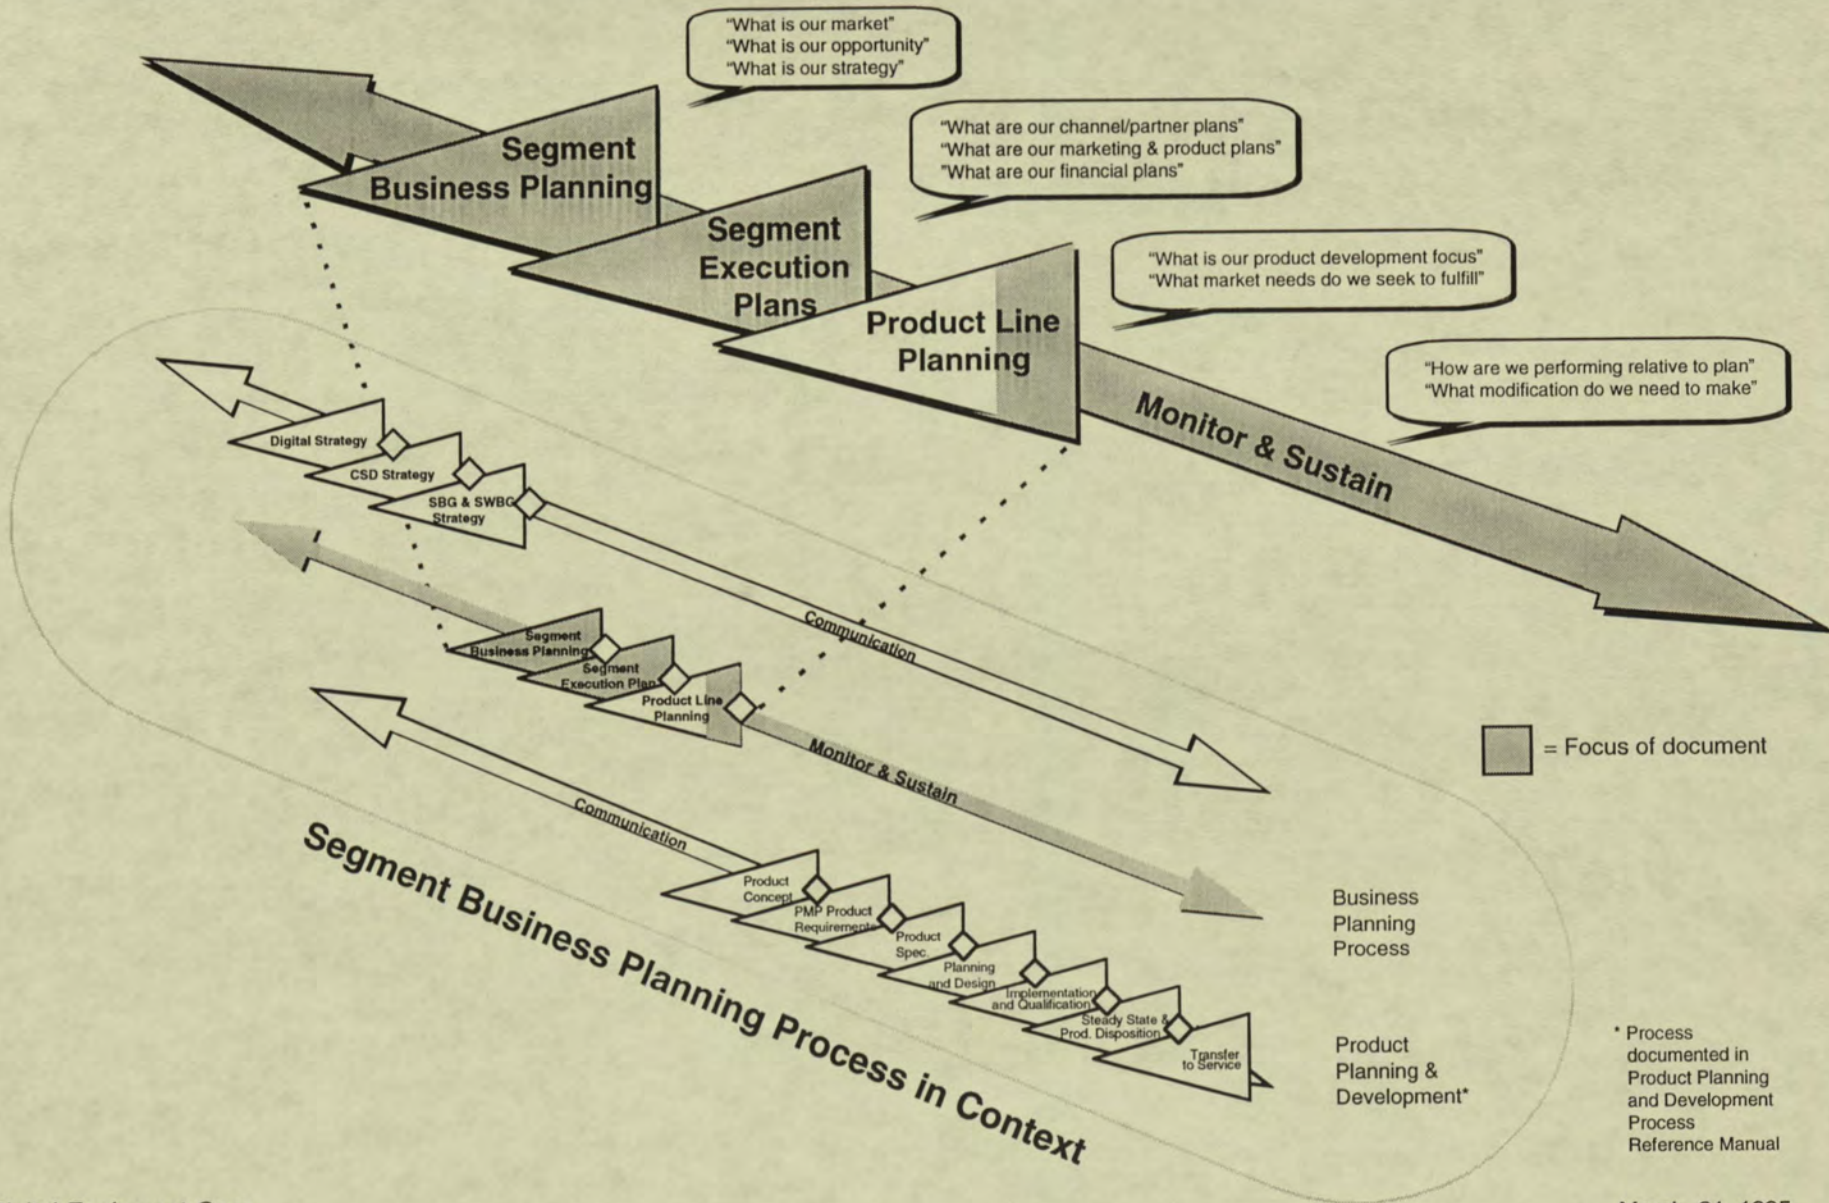 “What is our market”
“What is our opportunity”
“What is our strategy”
Segment
Business Planning
“What are our channel/partner plans”
“What are our marketing & product plans”
"What are our financial plans”
Segment
Execution
Plans
“What is our product development focus”
“What market needs do we seek to fulfill”
Product Line
Planning
“How are we performing relative to plan”
“What modification do we need to make”
Monitor & Sustain
Digital Strategy
CSD Strategy
SBG & SWBG
Strategy
Communication
Segment
Business Planning
Segment
Execution Plan
Product Line
Planning
Monitor & Sustain
= Focus of document
Communication
Product
Concept
PMP Product
Requirements
Product
Spec.
Planning
and Design
Implementation
and Qualification
Steady State &
Prod. Disposition
Transfer
to Service
Business
Planning
Process
Product
Planning &
Development*
* Process
documented in
Product Planning
and Development
Process
Reference Manual
Segment Business Planning Process in Context